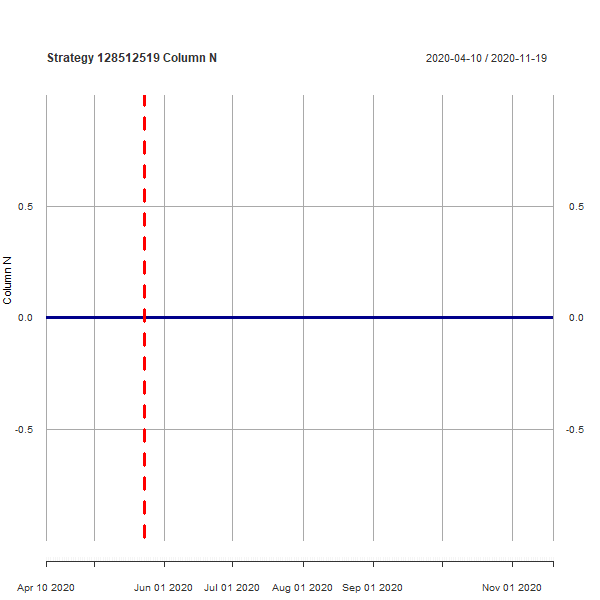 Strategy 128512519 Column N
2020-04-10 / 2020-11-19
0.5
0.5
Column N
0.0
0.0
-0.5
-0.5
Apr 10 2020
Jun 01 2020
Jul 01 2020
Aug 01 2020
Sep 01 2020
Nov 01 2020